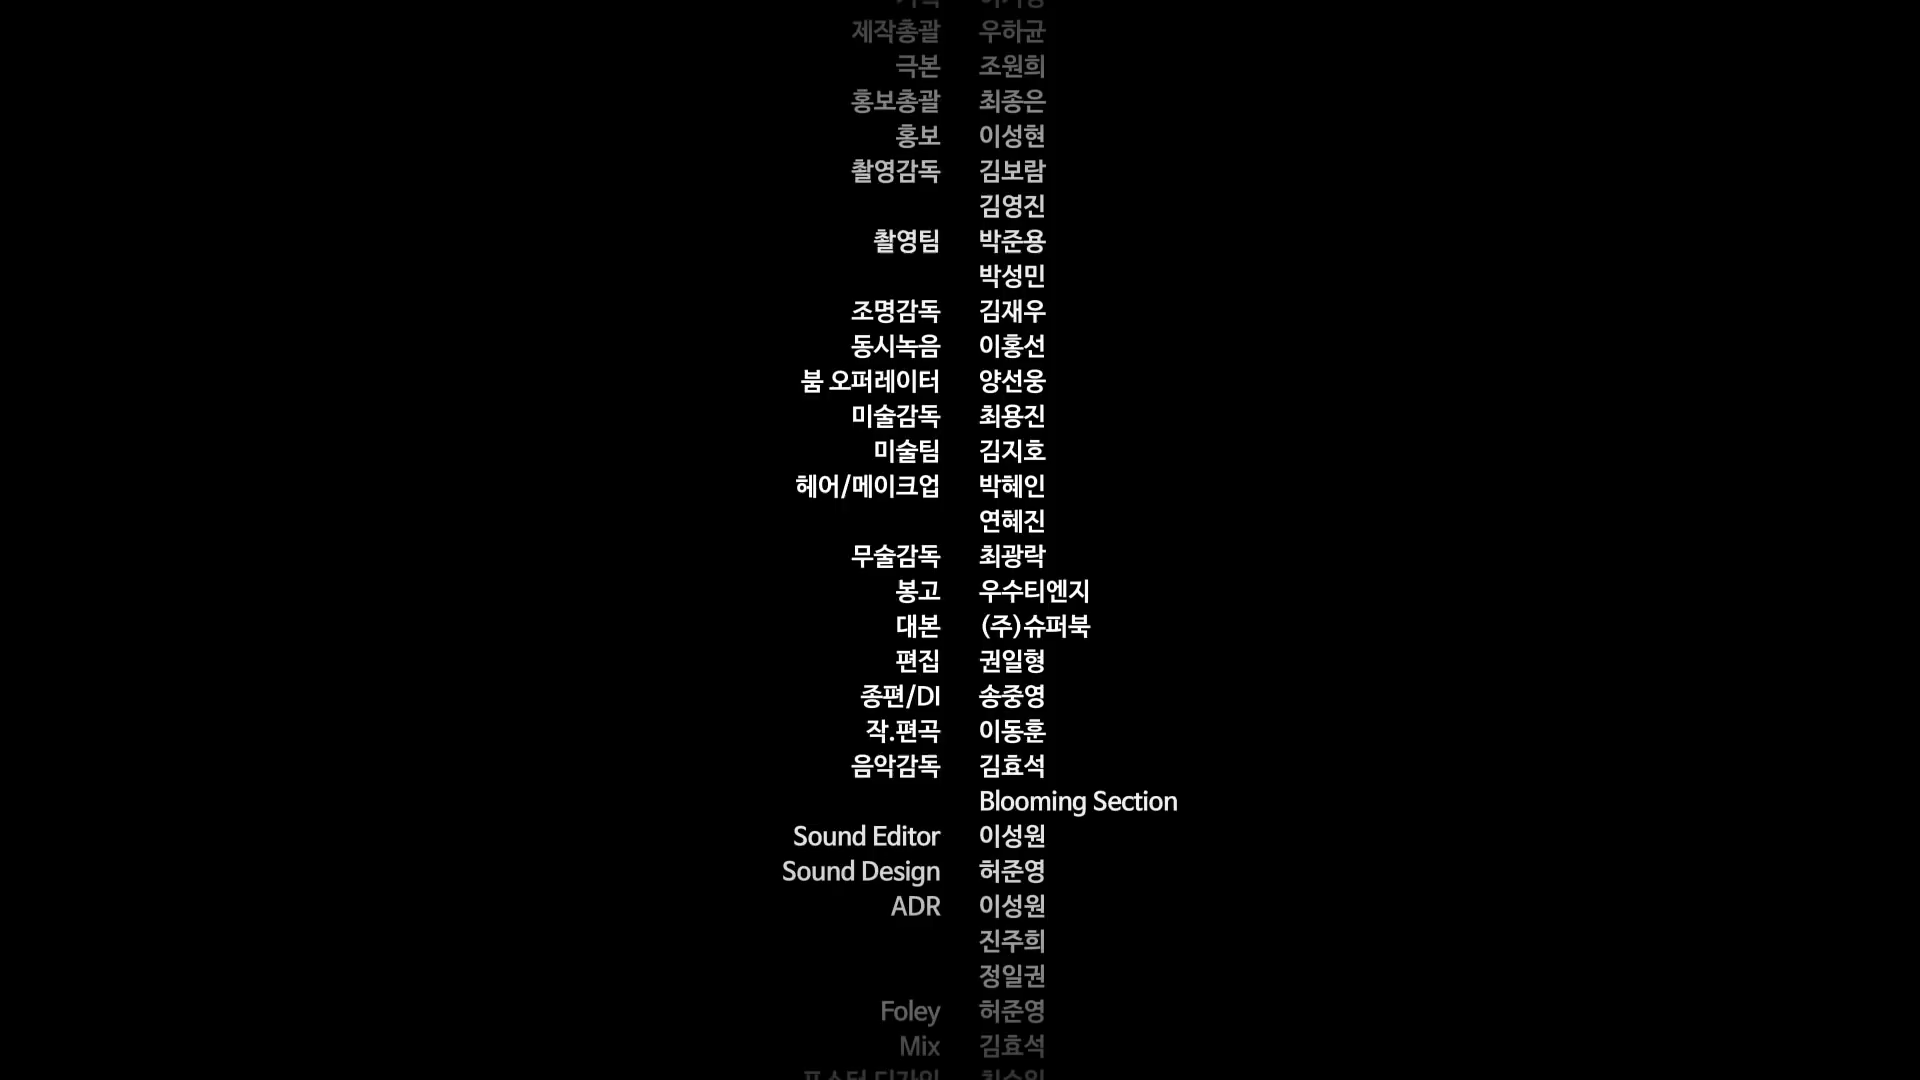 제작총괄 우하균
극본 조원희
홍보총괄 최종은
홍보 이성현
촬영감독 김보람
김영진
촬영팀 박준용
박성민
조명감독 김재우
동시녹음 이홍선
붐 오퍼레이터 양선웅
미술감독 최용진
미술팀 김지호
헤어/메이크업 박혜인
연혜진
무술감독 최광락
봉고 우수티엔지
대본 (주)슈퍼북
편집 권일형
종편/DI 송중영
작.편곡 이동훈
음악감독 김효석
Blooming Section
Sound Editor 이성원
Sound Design 허준영
ADR 이성원
진주희
정일권
Foley 허준영
Mix 김효석